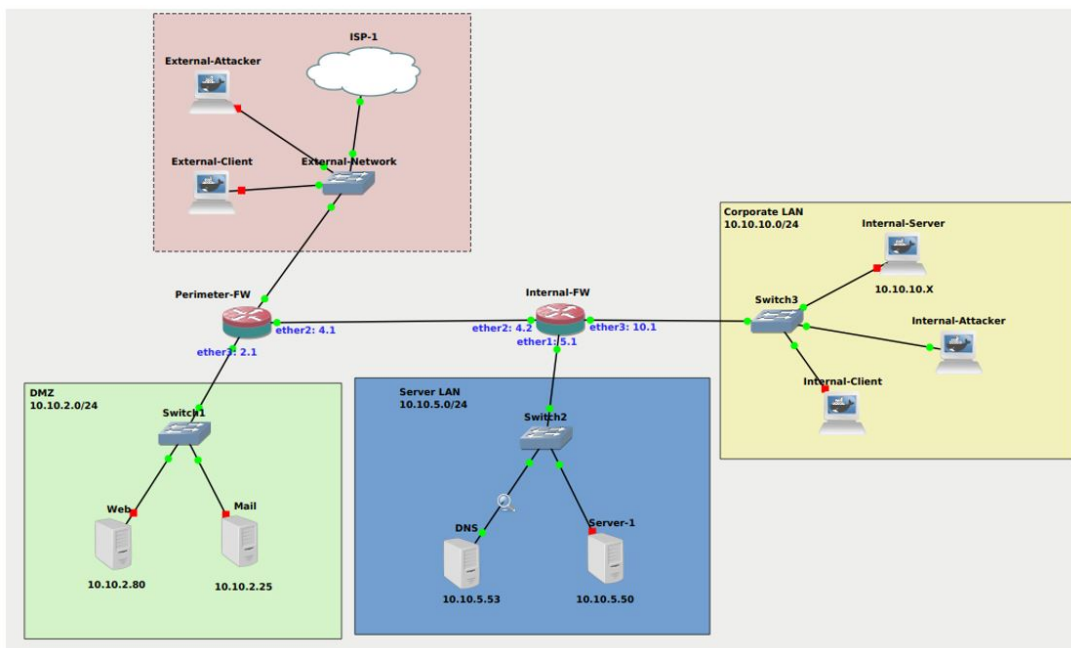 ISP-1
External-Attacker
External-Client
External-Network
Corporate LAN
10.10.10.0/24
Internal-Server
10.10.10.X
Switch3
Internal-Attacker
Internal-Client
Perimeter-FW
ether2: 4.1
ether3: 2.1
Internal-FW
ether2: 4.2
ether3: 10.1
ether1: 5.1
DMZ
10.10.2.0/24
Switch1
Web
Mail
10.10.2.80
10.10.2.25
Server LAN
10.10.5.0/24
Switch2
DNS
Server-1
10.10.5.53
10.10.5.50